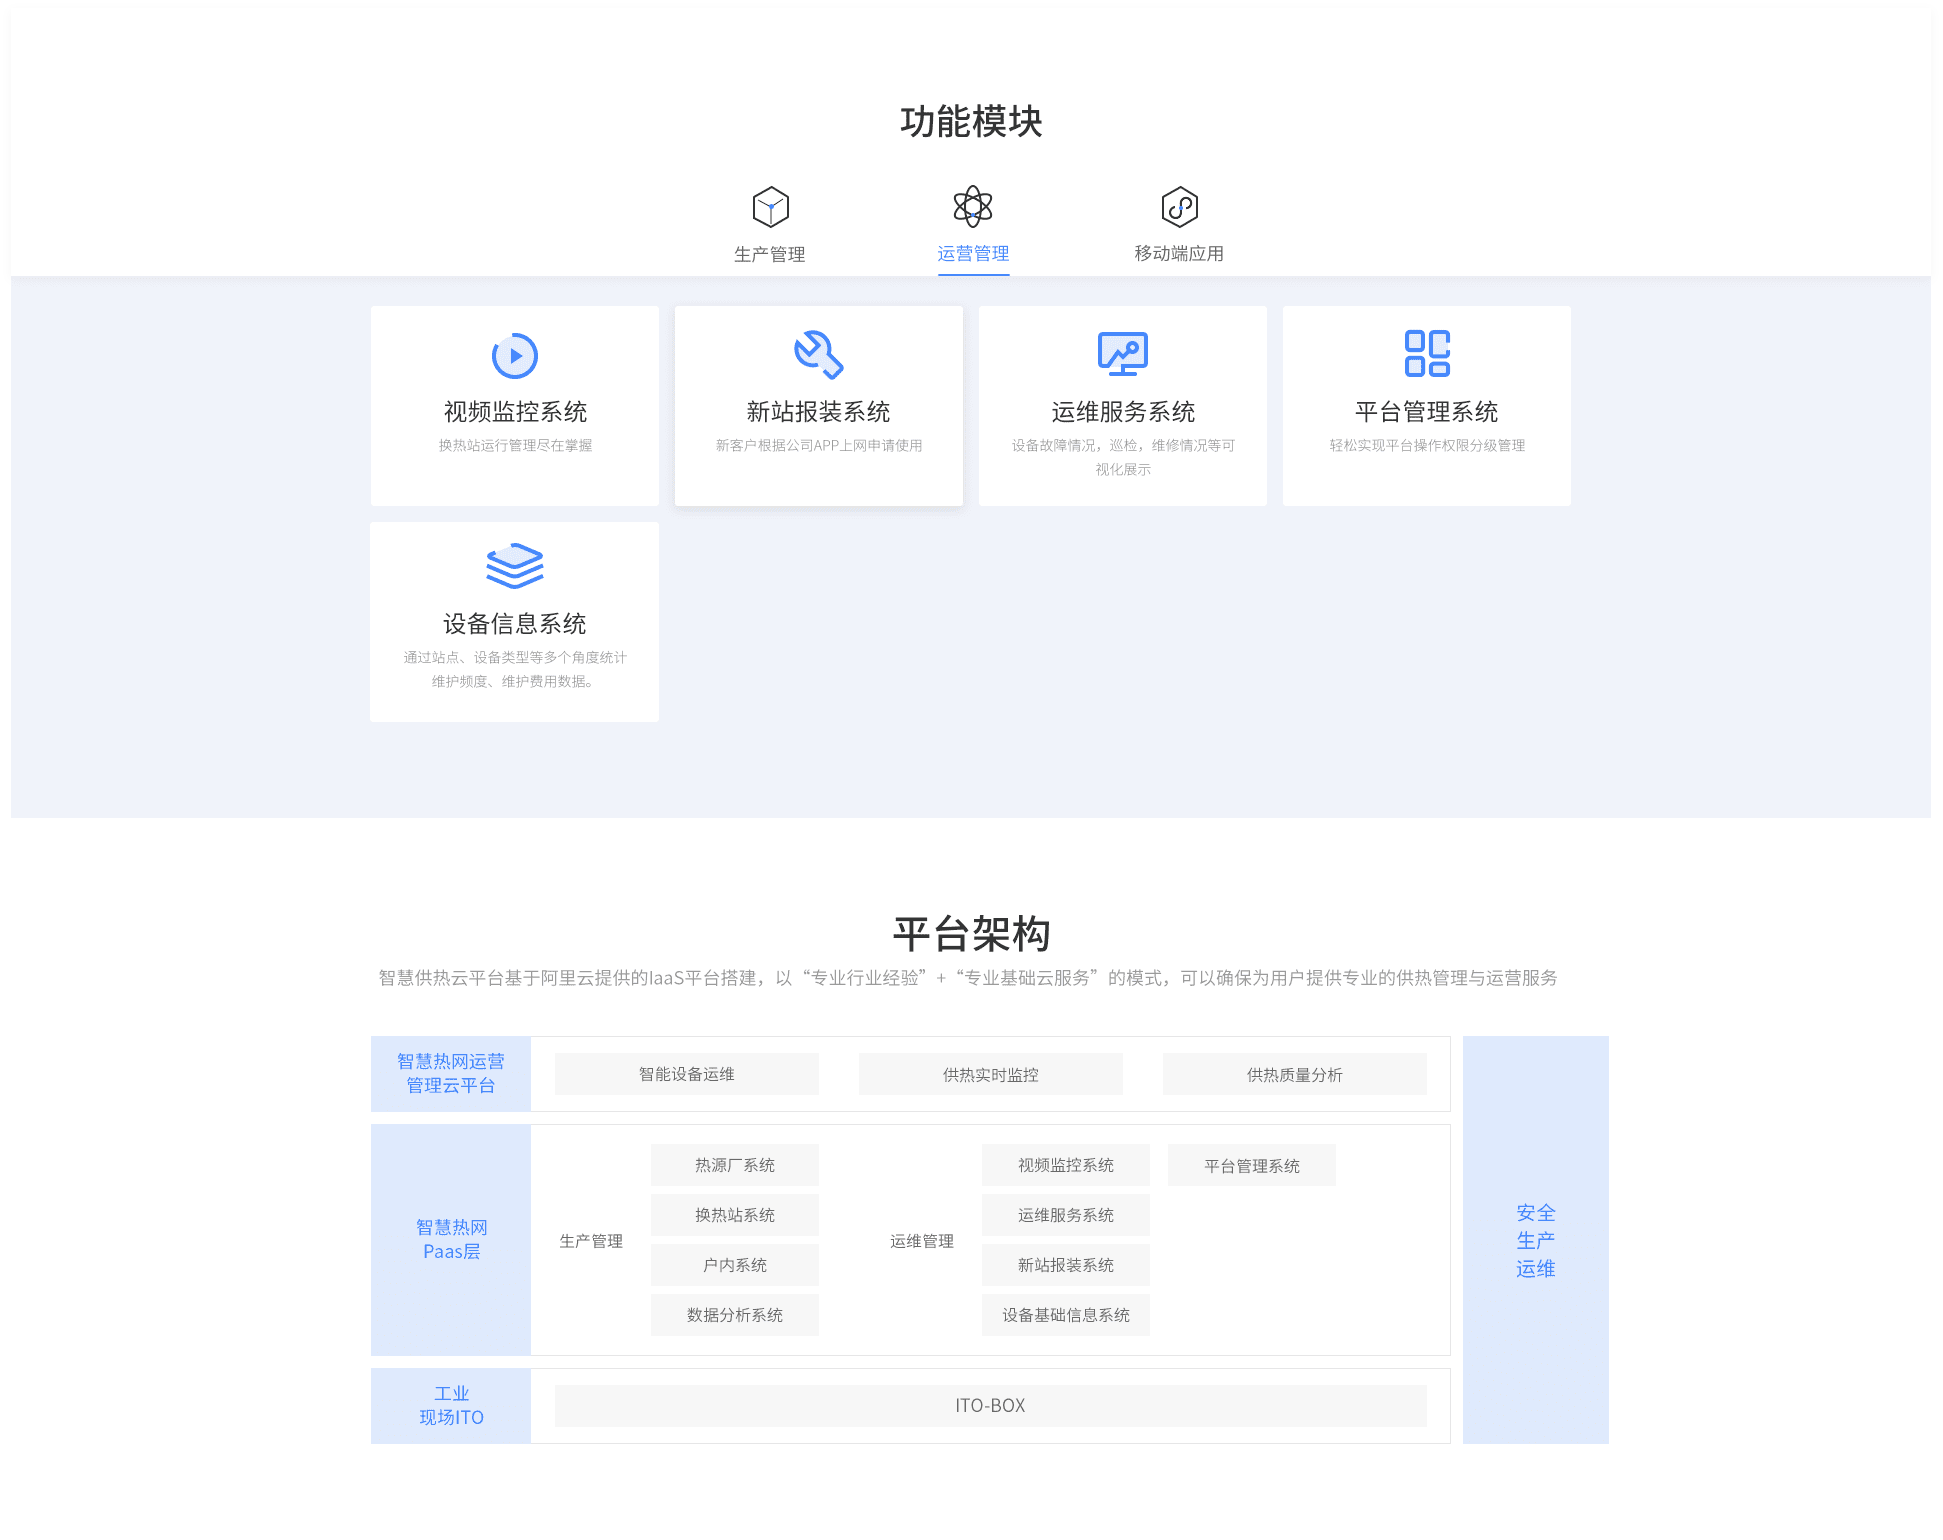 功能模块
生产管理
运营管理
移动端应用
视频监控系统
换热站运行管理尽在掌握
新站报装系统
新客户根据公司APP上网申请使用
运维服务系统
设备故障情况，巡检，维修情况等可
视化展示
平台管理系统
轻松实现平台操作权限分级管理
设备信息系统
通过站点、设备类型等多个角度统计
维护频度、维护费用数据。
平台架构
智慧供热云平台基于阿里云提供的IaaS平台搭建，以“专业行业经验”+“专业基础云服务”的模式，可以确保为用户提供专业的供热管理与运营服务
智慧热网运营
管理云平台
智能设备运维
供热实时监控
供热质量分析
智慧热网
Paas层
生产管理
热源厂系统
换热站系统
户内系统
数据分析系统
运维管理
视频监控系统
运维服务系统
新站报装系统
设备基础信息系统
平台管理系统
工业
现场ITO
ITO-BOX
安全
生产
运维